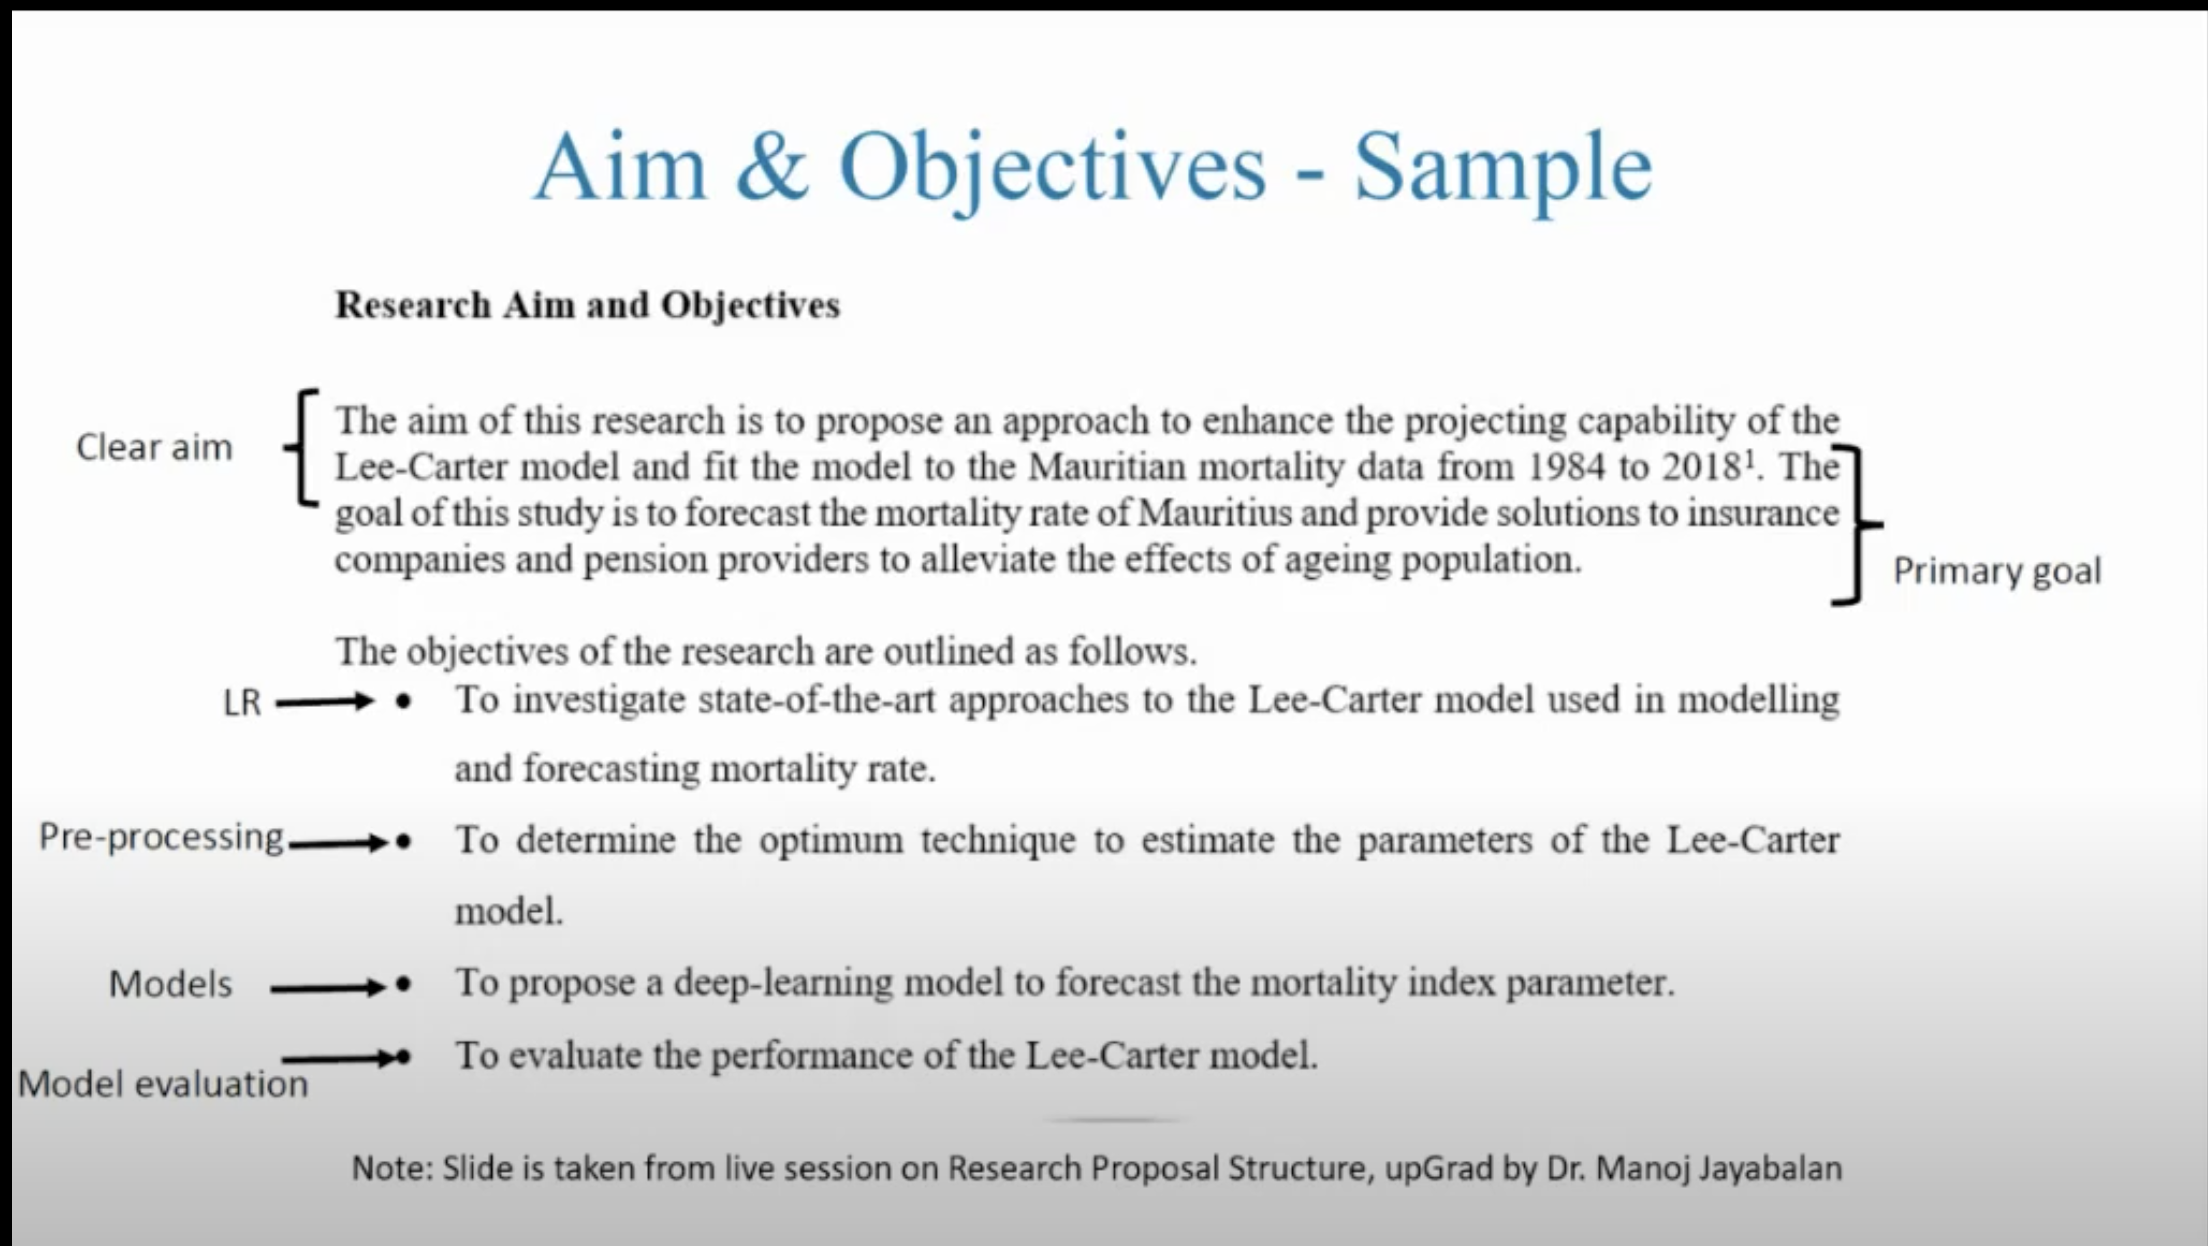 Aim & Objectives - Sample
Research Aim and Objectives
Clear aim
The aim of this research is to propose an approach to enhance the projecting capability of the
Lee-Carter model and fit the model to the Mauritian mortality data from 1984 to 2018¹. The
goal of this study is to forecast the mortality rate of Mauritius and provide solutions to insurance
companies and pension providers to alleviate the effects of ageing population.
Primary goal
The objectives of the research are outlined as follows.
LR
• To investigate state-of-the-art approaches to the Lee-Carter model used in modelling
and forecasting mortality rate.
Pre-processing
• To determine the optimum technique to estimate the parameters of the Lee-Carter
model.
Models
• To propose a deep-learning model to forecast the mortality index parameter.
Model evaluation
• To evaluate the performance of the Lee-Carter model.
Note: Slide is taken from live session on Research Proposal Structure, upGrad by Dr. Manoj Jayabalan